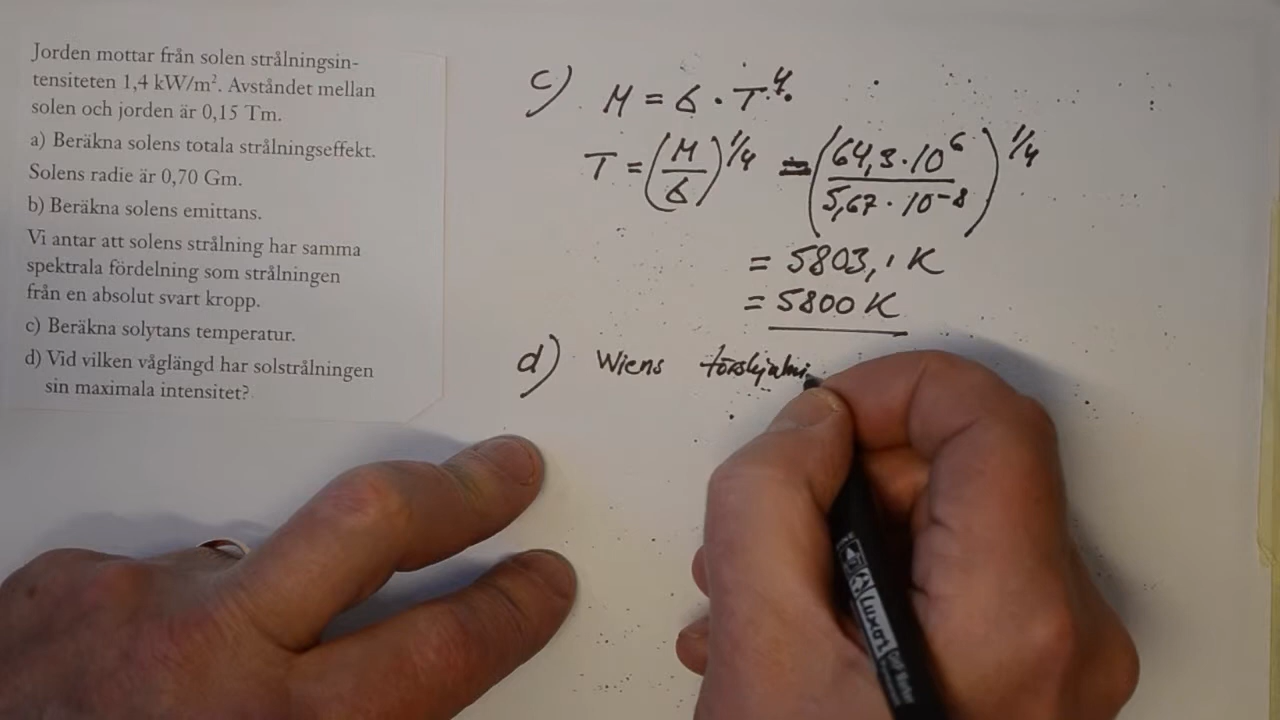 Jorden mottar från solen strålningsin-
tensiteten 1,4 kW/m². Avståndet mellan
solen och jorden är 0,15 Tm.
a) Beräkna solens totala strålningseffekt.
Solens radie är 0,70 Gm.
b) Beräkna solens emittans.
Vi antar att solens strålning har samma
spektrala fördelning som strålningen
från en absolut svart kropp.
c) Beräkna solytans temperatur.
d) Vid vilken våglängd har solstrålningen
sin maximala intensitet?
c) M = σ · T⁴
T = (M/σ)^1/4 = (64,3 · 10⁶ / 5,67 · 10⁻⁸)^1/4
= 5803,1 K
= 5800 K
d) Wiens förskjutni
Luxor